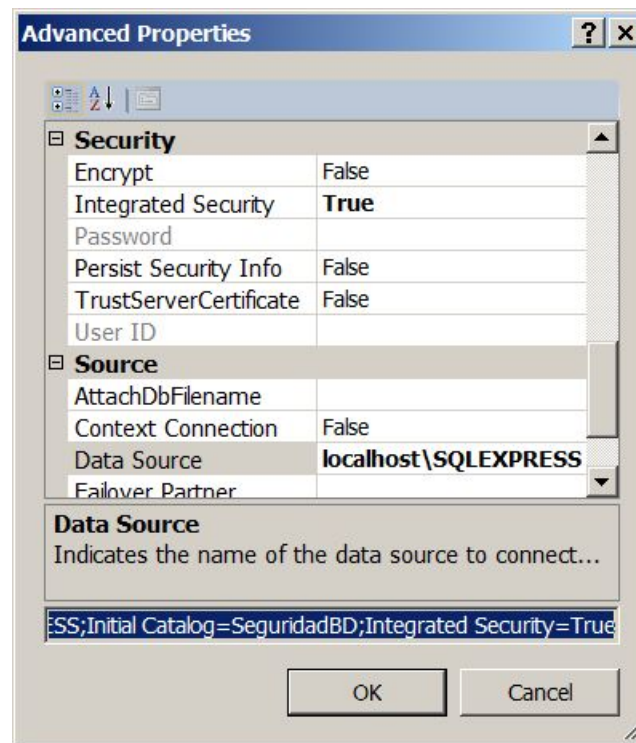 Advanced Properties
Security
Encrypt False
Integrated Security True
Password
Persist Security Info False
TrustServerCertificate False
User ID
Source
AttachDbFilename
Context Connection False
Data Source localhost\SQLEXPRESS
Failover Partner
Data Source
Indicates the name of the data source to connect...
ESS;Initial Catalog=SeguridadBD;Integrated Security=True
OK Cancel